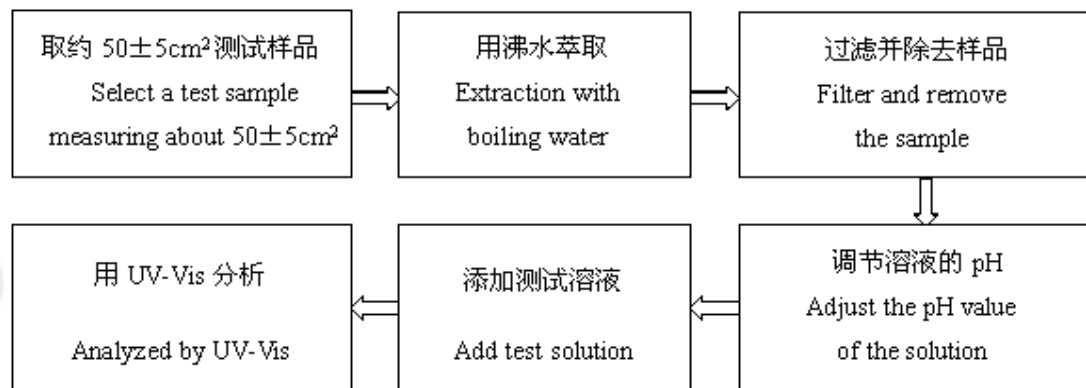 取约 50±5cm² 测试样品
Select a test sample
measuring about 50±5cm²
用沸水萃取
Extraction with
boiling water
过滤并除去样品
Filter and remove
the sample
调节溶液的 pH
Adjust the pH value
of the solution
添加测试溶液
Add test solution
用 UV-Vis 分析
Analyzed by UV-Vis